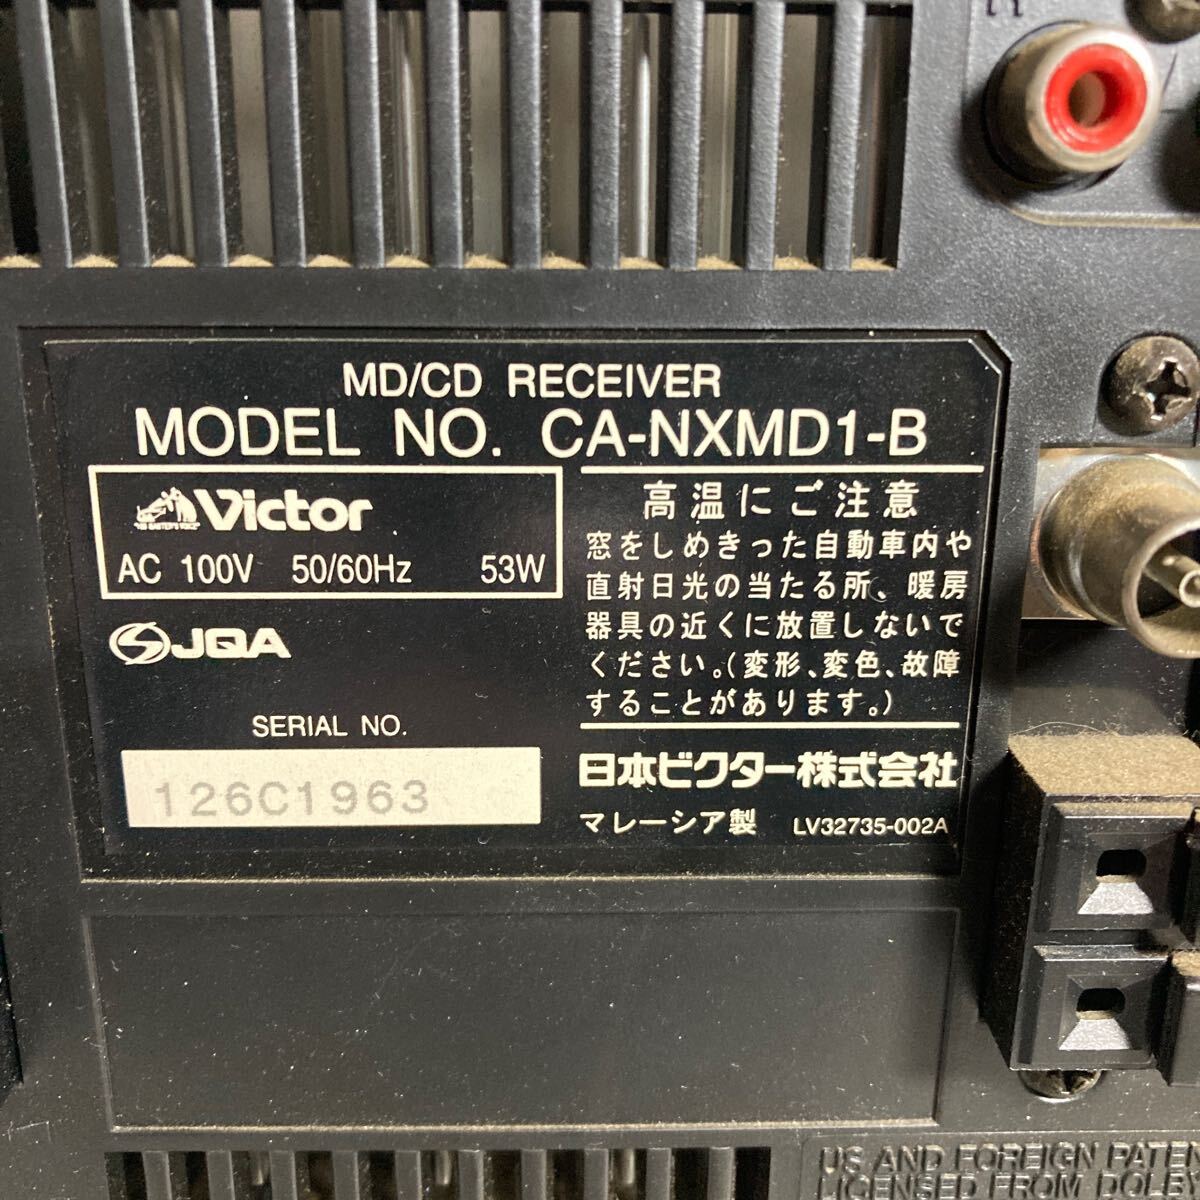 MD/CD RECEIVER
MODEL NO. CA-NXMD1-B
"HIS MASTER'S VOICE"
Victor
AC 100V 50/60Hz 53W
JQA
SERIAL NO.
126C1963
高温にご注意
窓をしめきった自動車内や
直射日光の当たる所、暖房
器具の近くに放置しないで
ください。(変形、変色、故障
することがあります。)
日本ビクター株式会社
マレーシア製 LV32735-002A
US AND FOREIGN PATEN
LICENSED FROM DOLBY